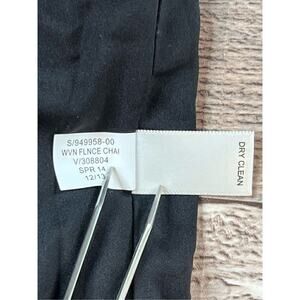 S/949958-00
WVN FLNCE CHAI
V/308804
SPR 14
12/13
DRY CLEAN